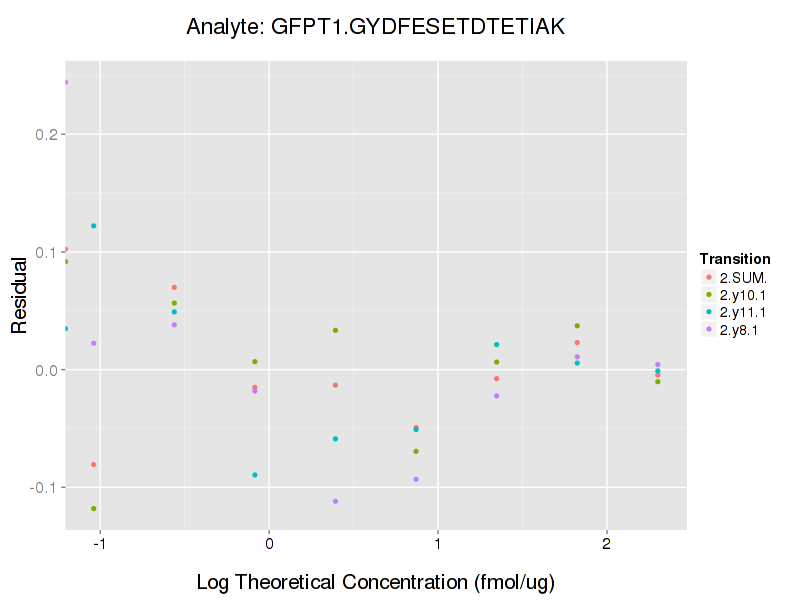 Analyte: GFPT1.GYDFESETDTETIAK
Residual
0.2
0.1
0.0
-0.1
-1 0 1 2
Log Theoretical Concentration (fmol/ug)
Transition
2.SUM.
2.y10.1
2.y11.1
2.y8.1